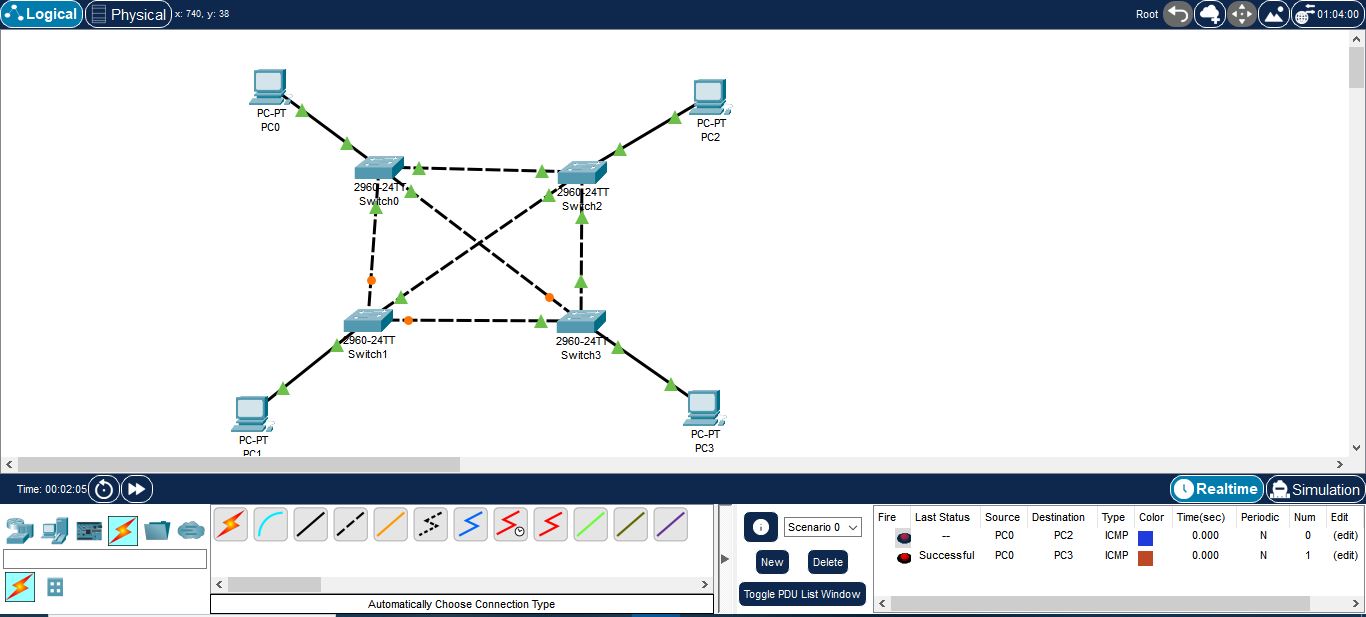 Logical
Physical
x: 740, y: 38
Root
01:04:00
PC-PT
PC0
PC-PT
PC2
2960-24TT
Switch0
2960-24TT
Switch2
2960-24TT
Switch1
2960-24TT
Switch3
PC-PT
PC1
PC-PT
PC3
Time: 00:02:05
Realtime
Simulation
Scenario 0
New
Delete
Toggle PDU List Window
Fire Last Status Source Destination Type Color Time(sec) Periodic Num Edit
-- PC0 PC2 ICMP 0.000 N 0 (edit)
Successful PC0 PC3 ICMP 0.000 N 1 (edit)
Automatically Choose Connection Type